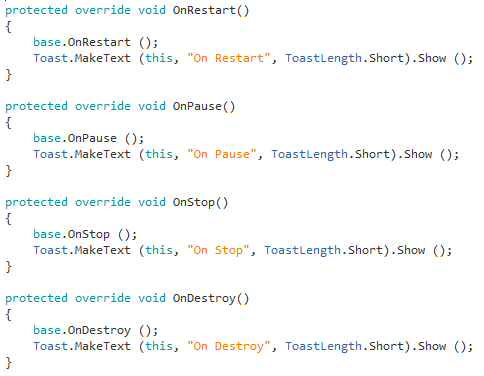 protected override void OnRestart()
{
    base.OnRestart ();
    Toast.MakeText (this, "On Restart", ToastLength.Short).Show ();
}

protected override void OnPause()
{
    base.OnPause ();
    Toast.MakeText (this, "On Pause", ToastLength.Short).Show ();
}

protected override void OnStop()
{
    base.OnStop ();
    Toast.MakeText (this, "On Stop", ToastLength.Short).Show ();
}

protected override void OnDestroy()
{
    base.OnDestroy ();
    Toast.MakeText (this, "On Destroy", ToastLength.Short).Show ();
}